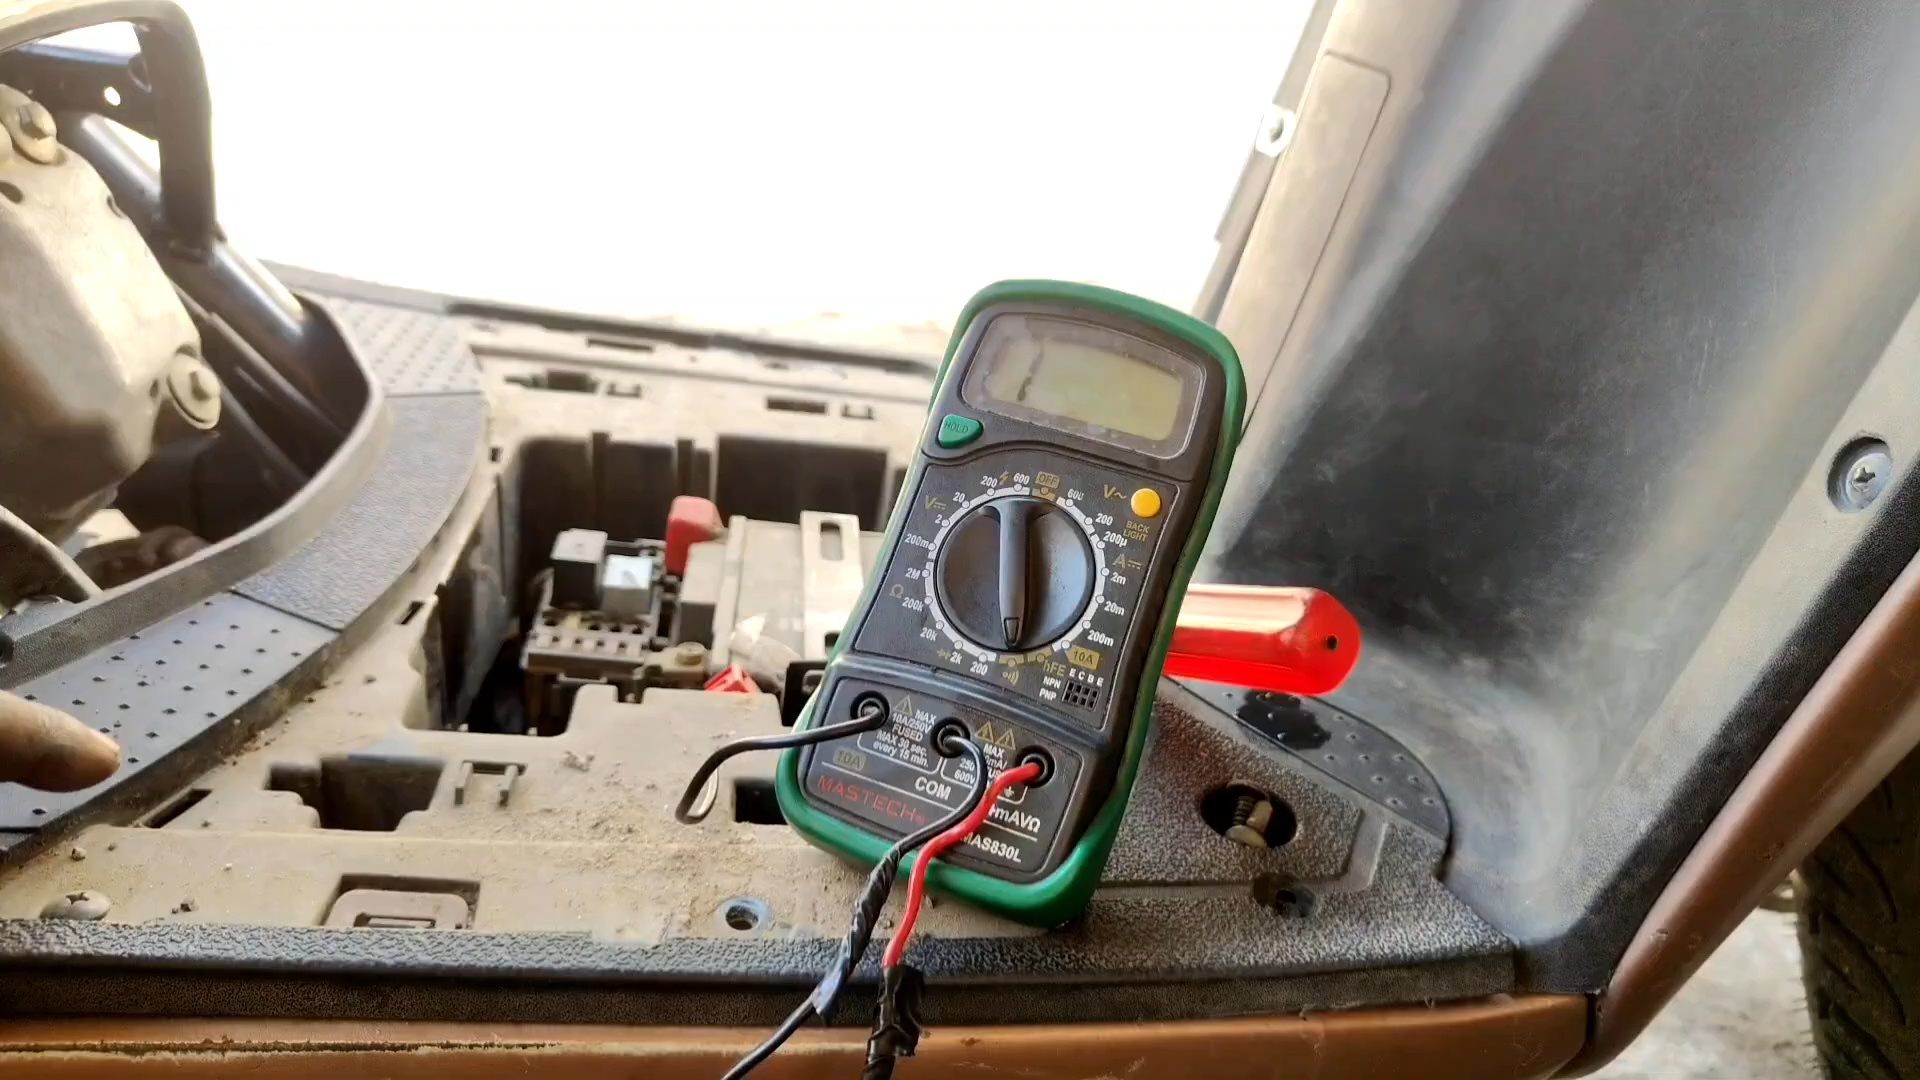 HOLD
OFF
600
200
20
V
2
200m
2M
Ω
200k
20k
2k
200
600
V~
200
BACK
LIGHT
200µ
A
2m
20m
200m
10A
hFE
E C B E
NPN
PNP
MAX
10A/250V
FUSED
MAX 30 sec.
every 15 min.
MAX
600V
10A
COM
mAVΩ
MASTECH®
MAS830L